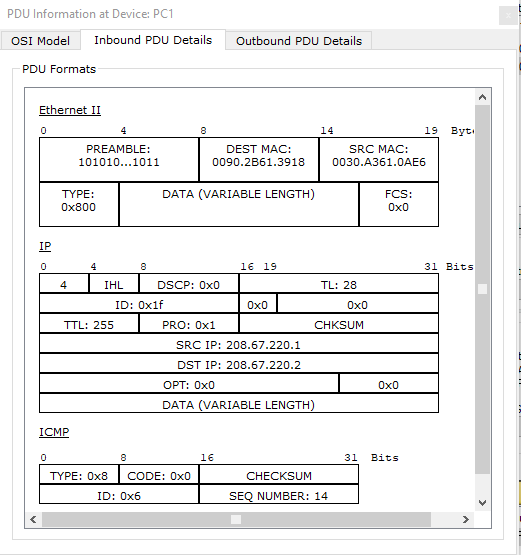 PDU Information at Device: PC1
OSI Model Inbound PDU Details Outbound PDU Details
PDU Formats
Ethernet II
0 4 8 14 19 Byte
PREAMBLE: DEST MAC: SRC MAC:
101010...1011 0090.2B61.3918 0030.A361.0AE6
TYPE: DATA (VARIABLE LENGTH) FCS:
0x800 0x0
IP
0 4 8 16 19 31 Bits
4 IHL DSCP: 0x0 TL: 28
ID: 0x1f 0x0 0x0
TTL: 255 PRO: 0x1 CHKSUM
SRC IP: 208.67.220.1
DST IP: 208.67.220.2
OPT: 0x0 0x0
DATA (VARIABLE LENGTH)
ICMP
0 8 16 31 Bits
TYPE: 0x8 CODE: 0x0 CHECKSUM
ID: 0x6 SEQ NUMBER: 14